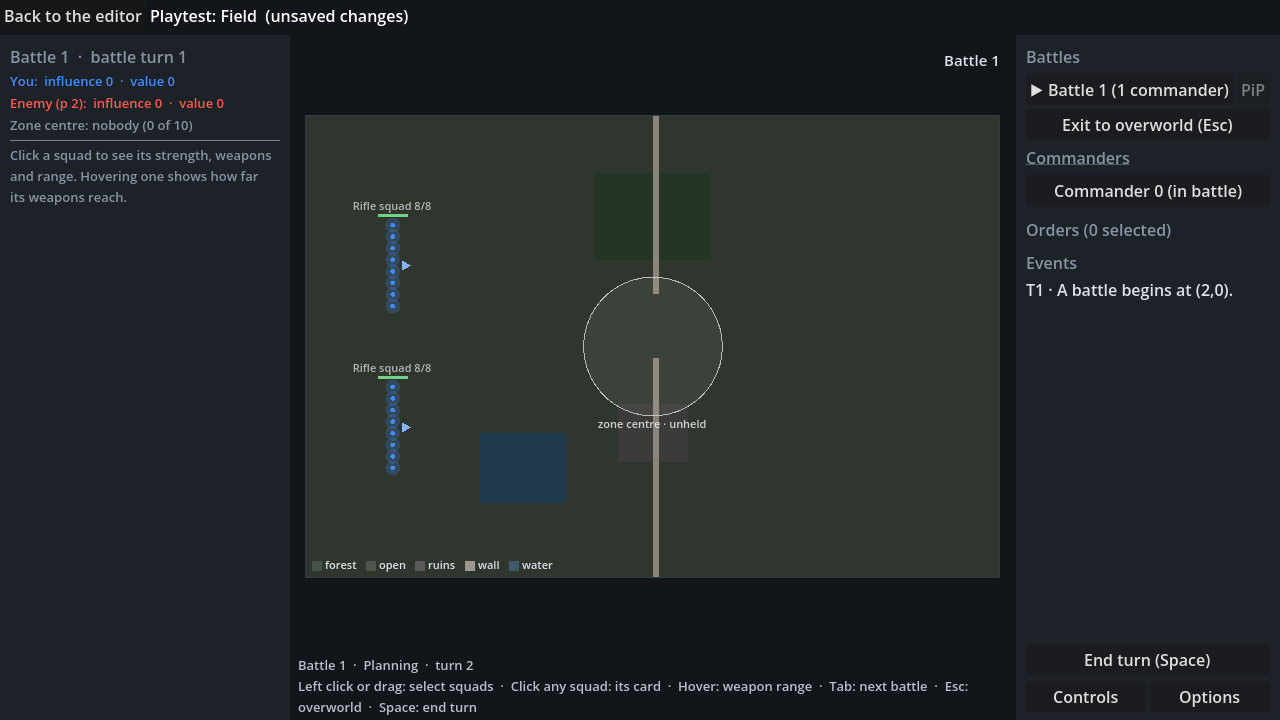 Back to the editor Playtest: Field (unsaved changes)
Battle 1 · battle turn 1
You: influence 0 · value 0
Enemy (p 2): influence 0 · value 0
Zone centre: nobody (0 of 10)
Click a squad to see its strength, weapons
and range. Hovering one shows how far
its weapons reach.
Battle 1
Rifle squad 8/8
Rifle squad 8/8
zone centre · unheld
forest open ruins wall water
Battle 1 · Planning · turn 2
Left click or drag: select squads · Click any squad: its card · Hover: weapon range · Tab: next battle · Esc:
overworld · Space: end turn
Battles
Battle 1 (1 commander) PiP
Exit to overworld (Esc)
Commanders
Commander 0 (in battle)
Orders (0 selected)
Events
T1 · A battle begins at (2,0).
End turn (Space)
Controls Options